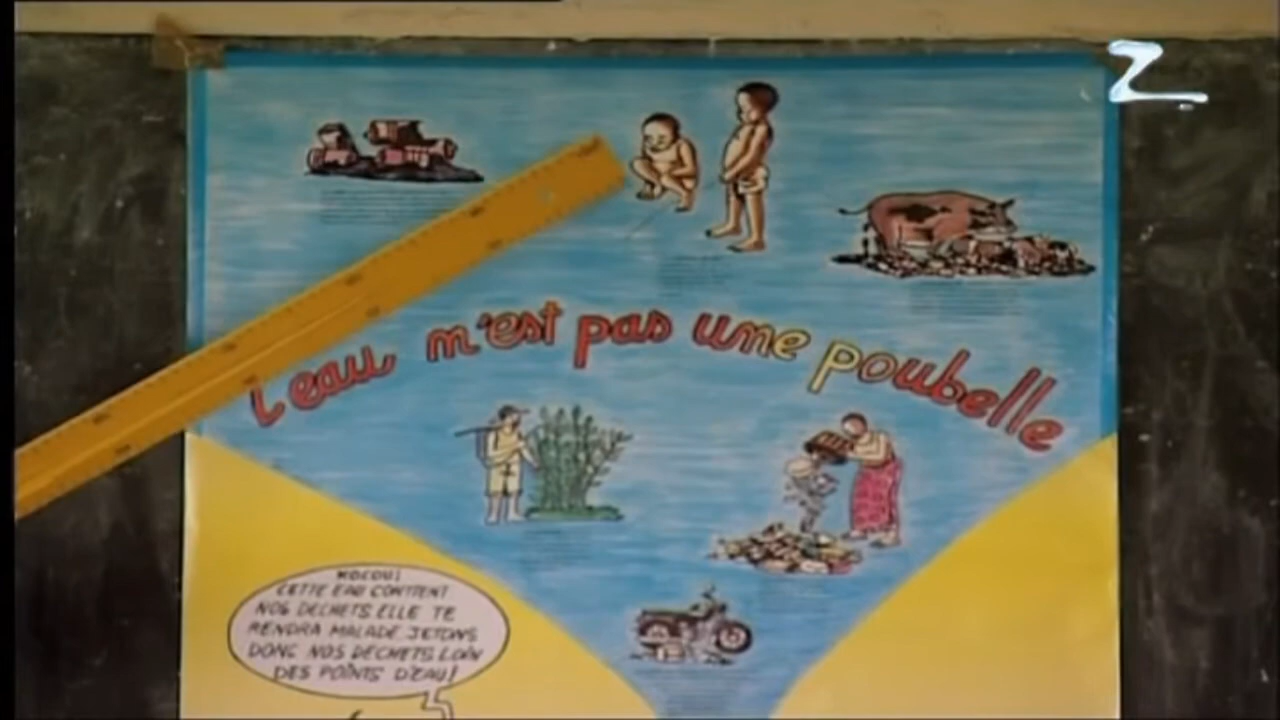 Z
l'eau n'est pas une poubelle
KOCOU!
CETTE EAU CONTIENT
NOS DECHETS. ELLE TE
RENDRA MALADE. JETONS
DONC NOS DECHETS LOIN
DES POINTS D'EAU!